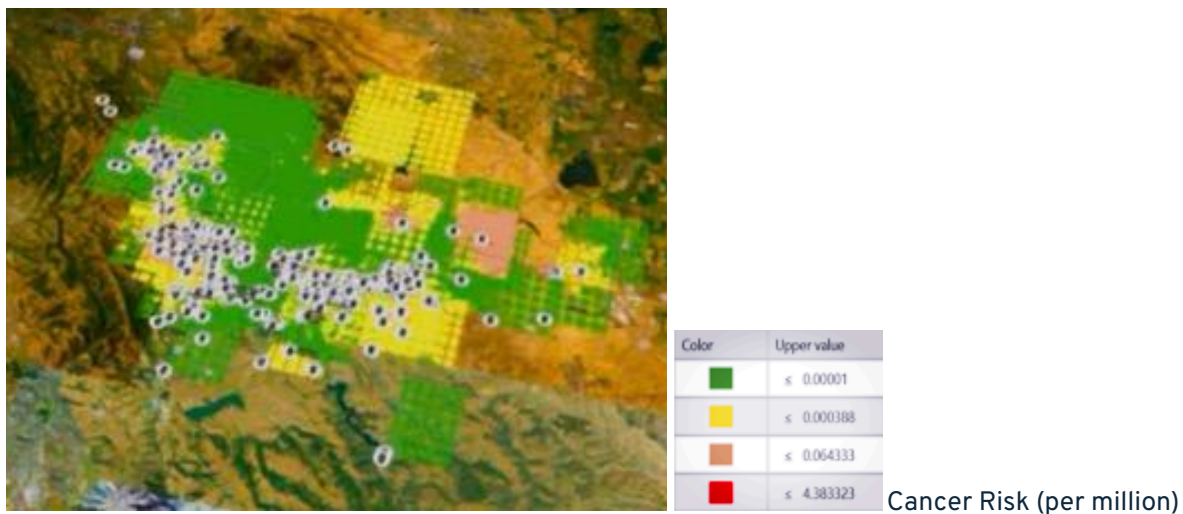 Color Upper value
≤ 0.00001
≤ 0.000388
≤ 0.064333
≤ 4.383323
Cancer Risk (per million)